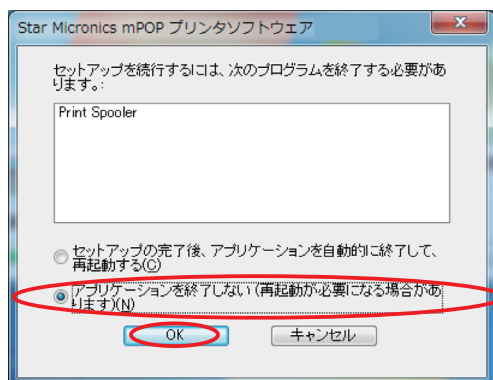 Star Micronics mPOP プリンタソフトウェア
セットアップを続行するには、次のプログラムを終了する必要があ
ります。:
Print Spooler
セットアップの完了後、アプリケーションを自動的に終了して、
再起動する(C)
アプリケーションを終了しない (再起動が必要になる場合があ
ります)(N)
OK
キャンセル